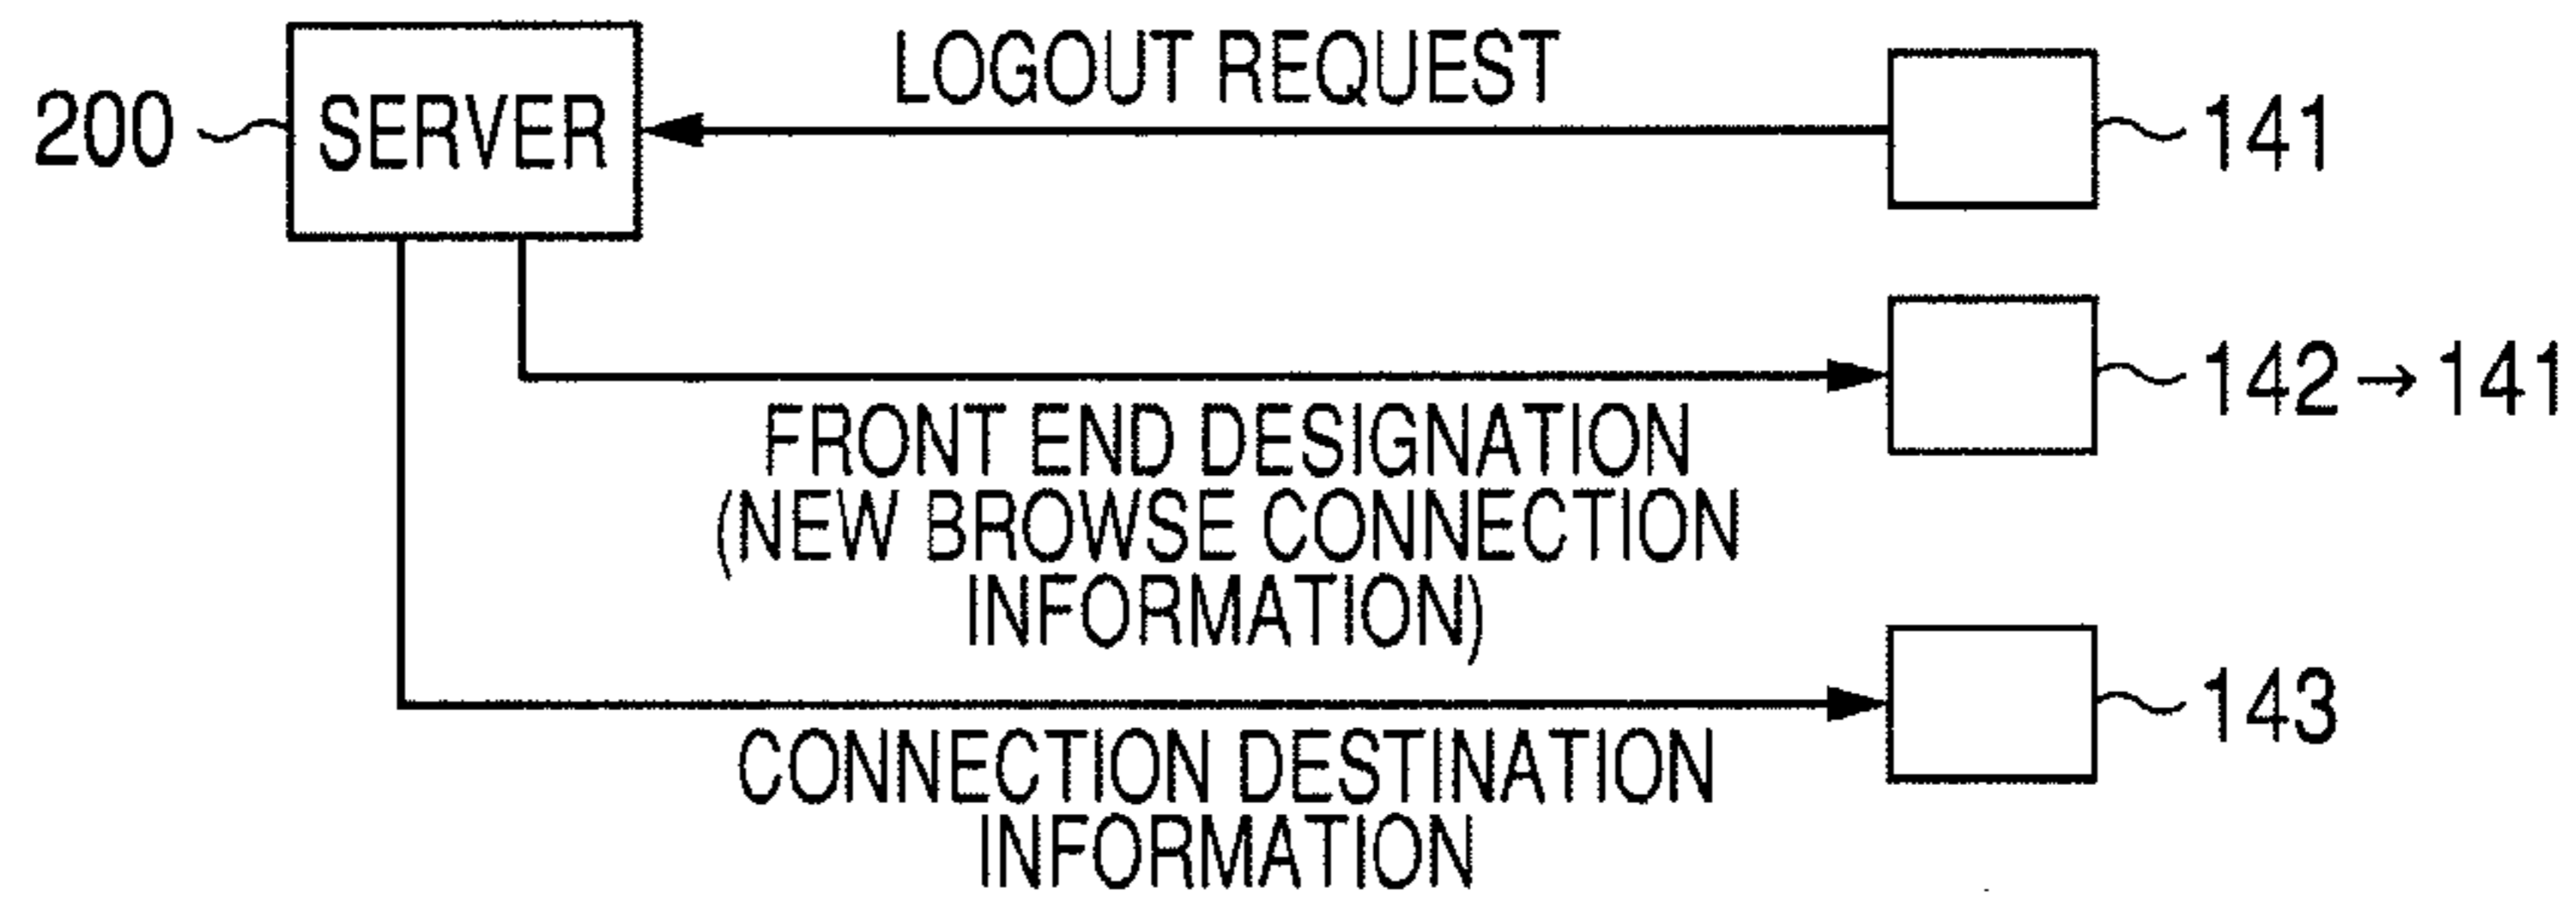 LOGOUT REQUEST
200
SERVER
141
142→141
FRONT END DESIGNATION
(NEW BROWSE CONNECTION
INFORMATION)
143
CONNECTION DESTINATION
INFORMATION